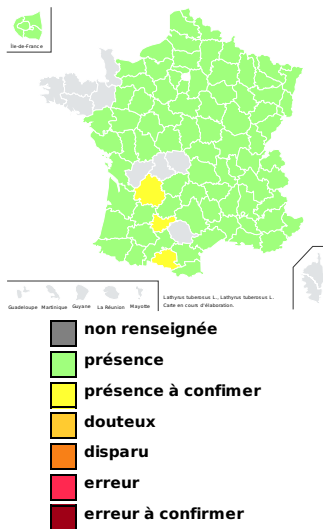 Île-de-France
Guadeloupe Martinique Guyane La Réunion Mayotte
Lathyrus tuberosus L., Lathyrus tuberosus L.
Carte en cours d'élaboration.
non renseignée
présence
présence à confimer
douteux
disparu
erreur
erreur à confirmer